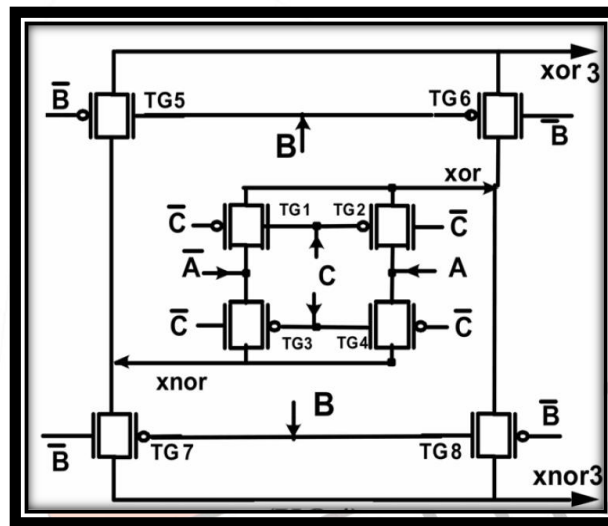 xor 3
B̅ TG5 TG6 B̅
B
xor
C̅ TG1 TG2 C̅
A̅ C A
C̅ TG3 TG4 C̅
xnor
B
B̅ TG7 TG8 B̅
xnor3